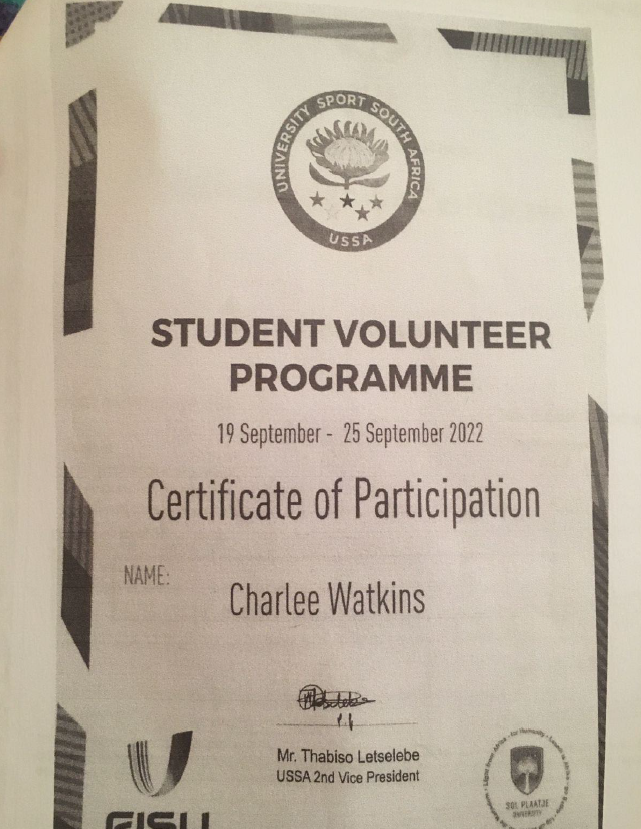 UNIVERSITY SPORT SOUTH AFRICA
USSA
STUDENT VOLUNTEER
PROGRAMME
19 September - 25 September 2022
Certificate of Participation
NAME:
Charlee Watkins
Mr. Thabiso Letselebe
USSA 2nd Vice President
FISU
SOL PLAATJE
UNIVERSITY